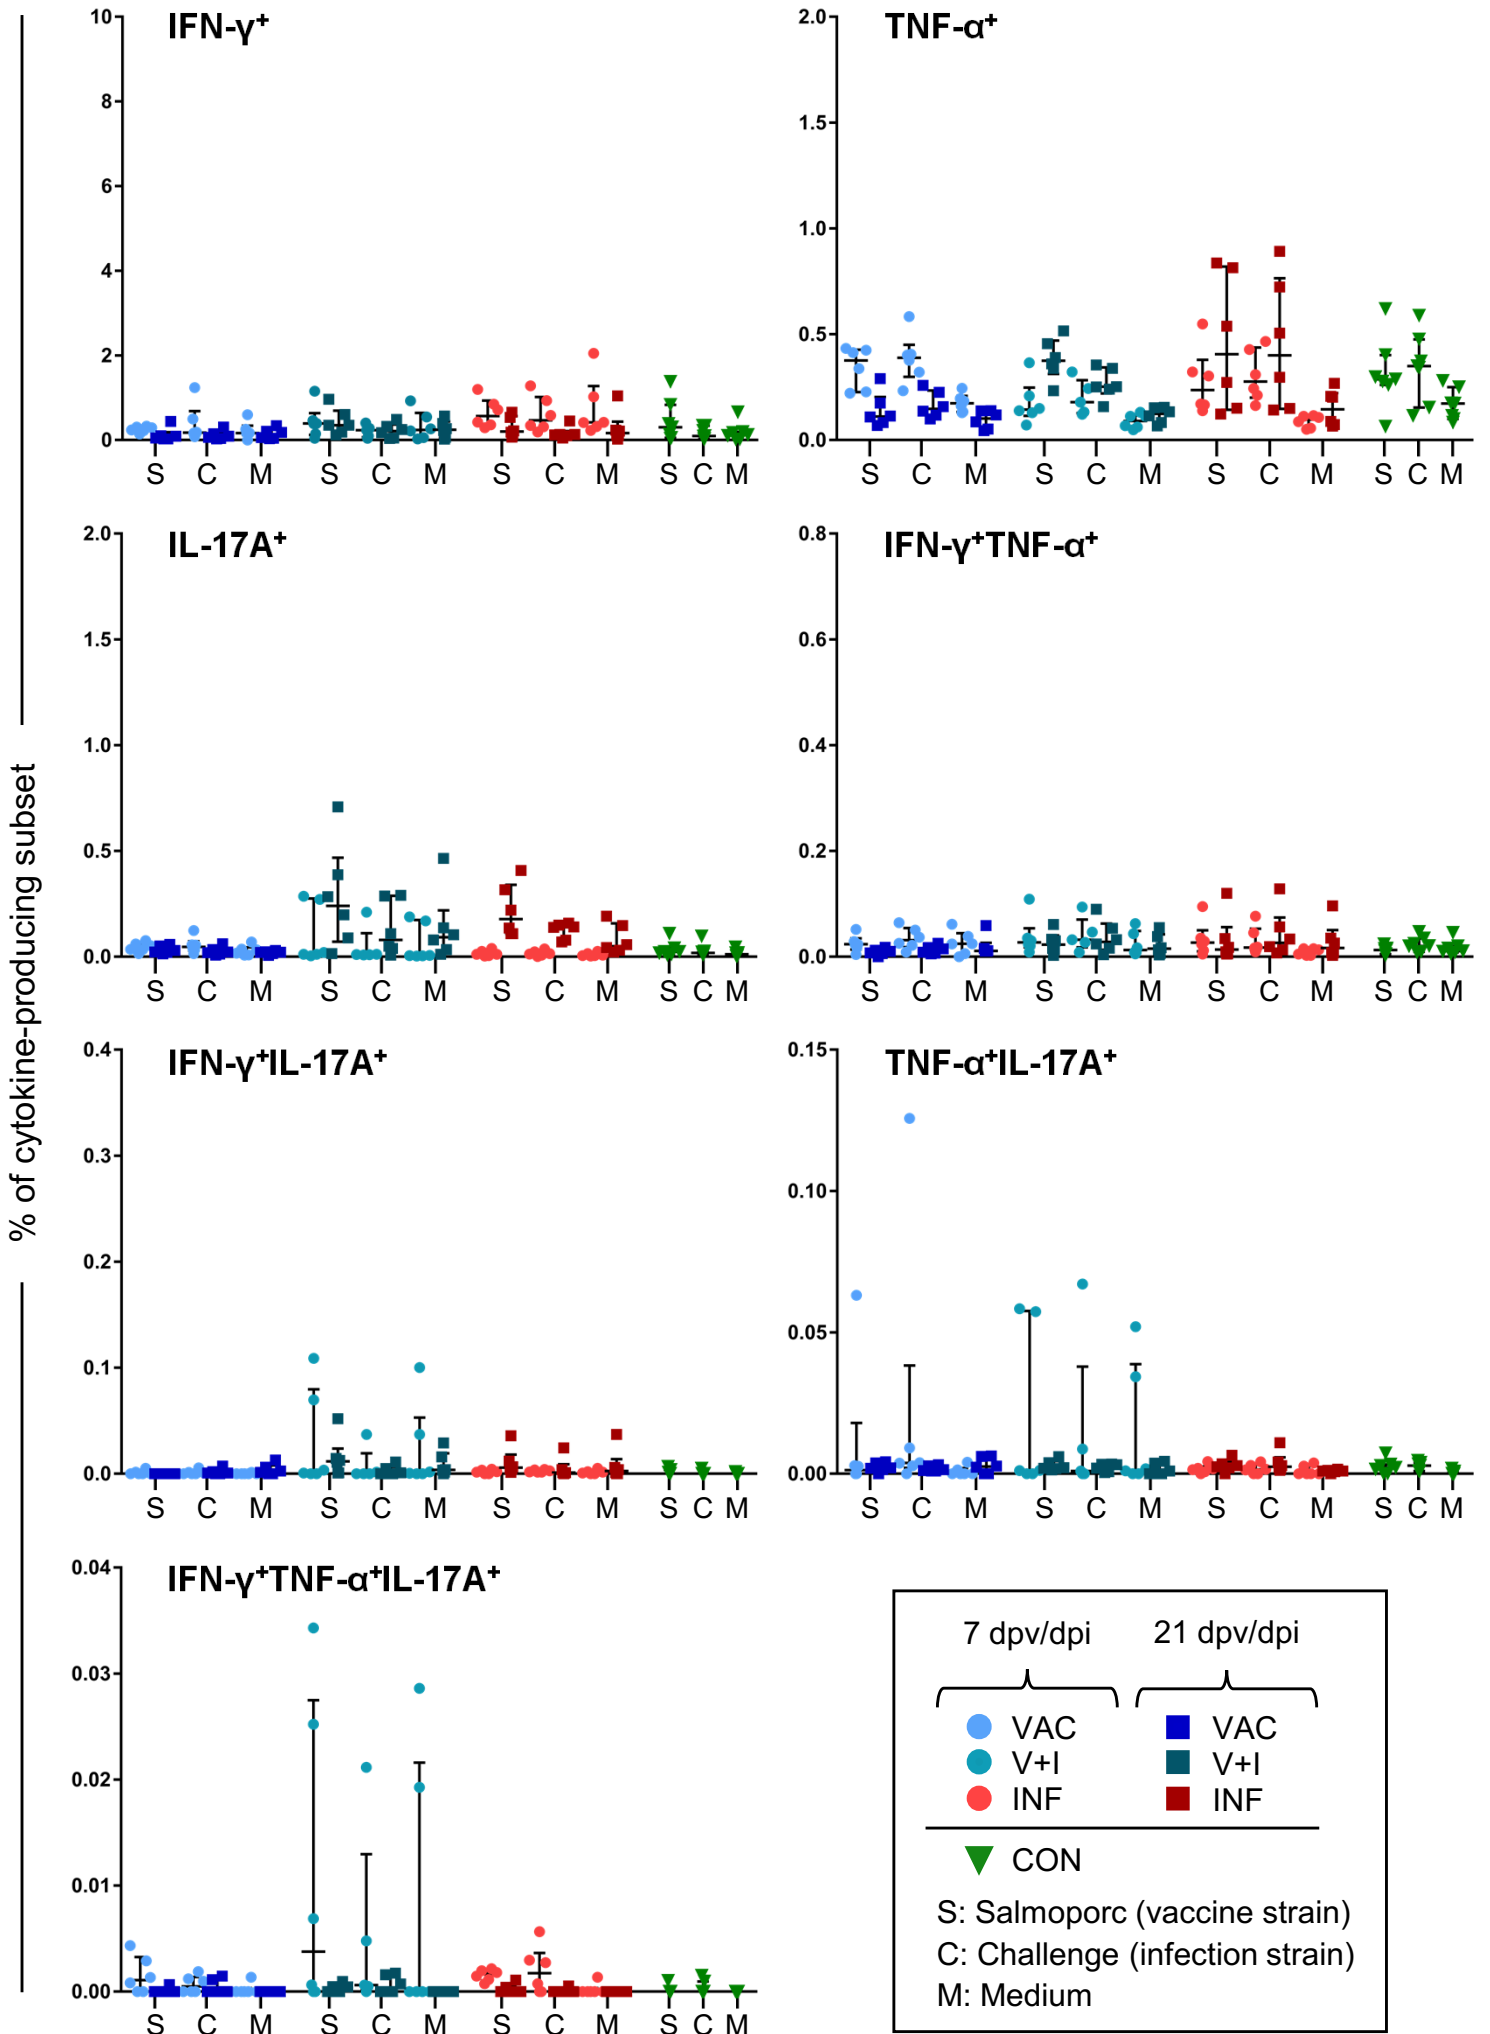 % of cytokine-producing subset
IFN-γ⁺
10
8
6
4
2
0
S C M S C M S C M S C M
TNF-α⁺
2.0
1.5
1.0
0.5
0.0
S C M S C M S C M S C M
IL-17A⁺
2.0
1.5
1.0
0.5
0.0
S C M S C M S C M S C M
IFN-γ⁺TNF-α⁺
0.8
0.6
0.4
0.2
0.0
S C M S C M S C M S C M
IFN-γ⁺IL-17A⁺
0.4
0.3
0.2
0.1
0.0
S C M S C M S C M S C M
TNF-α⁺IL-17A⁺
0.15
0.10
0.05
0.00
S C M S C M S C M S C M
IFN-γ⁺TNF-α⁺IL-17A⁺
0.04
0.03
0.02
0.01
0.00
S C M S C M S C M S C M
7 dpv/dpi 21 dpv/dpi
VAC VAC
V+I V+I
INF INF
CON
S: Salmoporc (vaccine strain)
C: Challenge (infection strain)
M: Medium